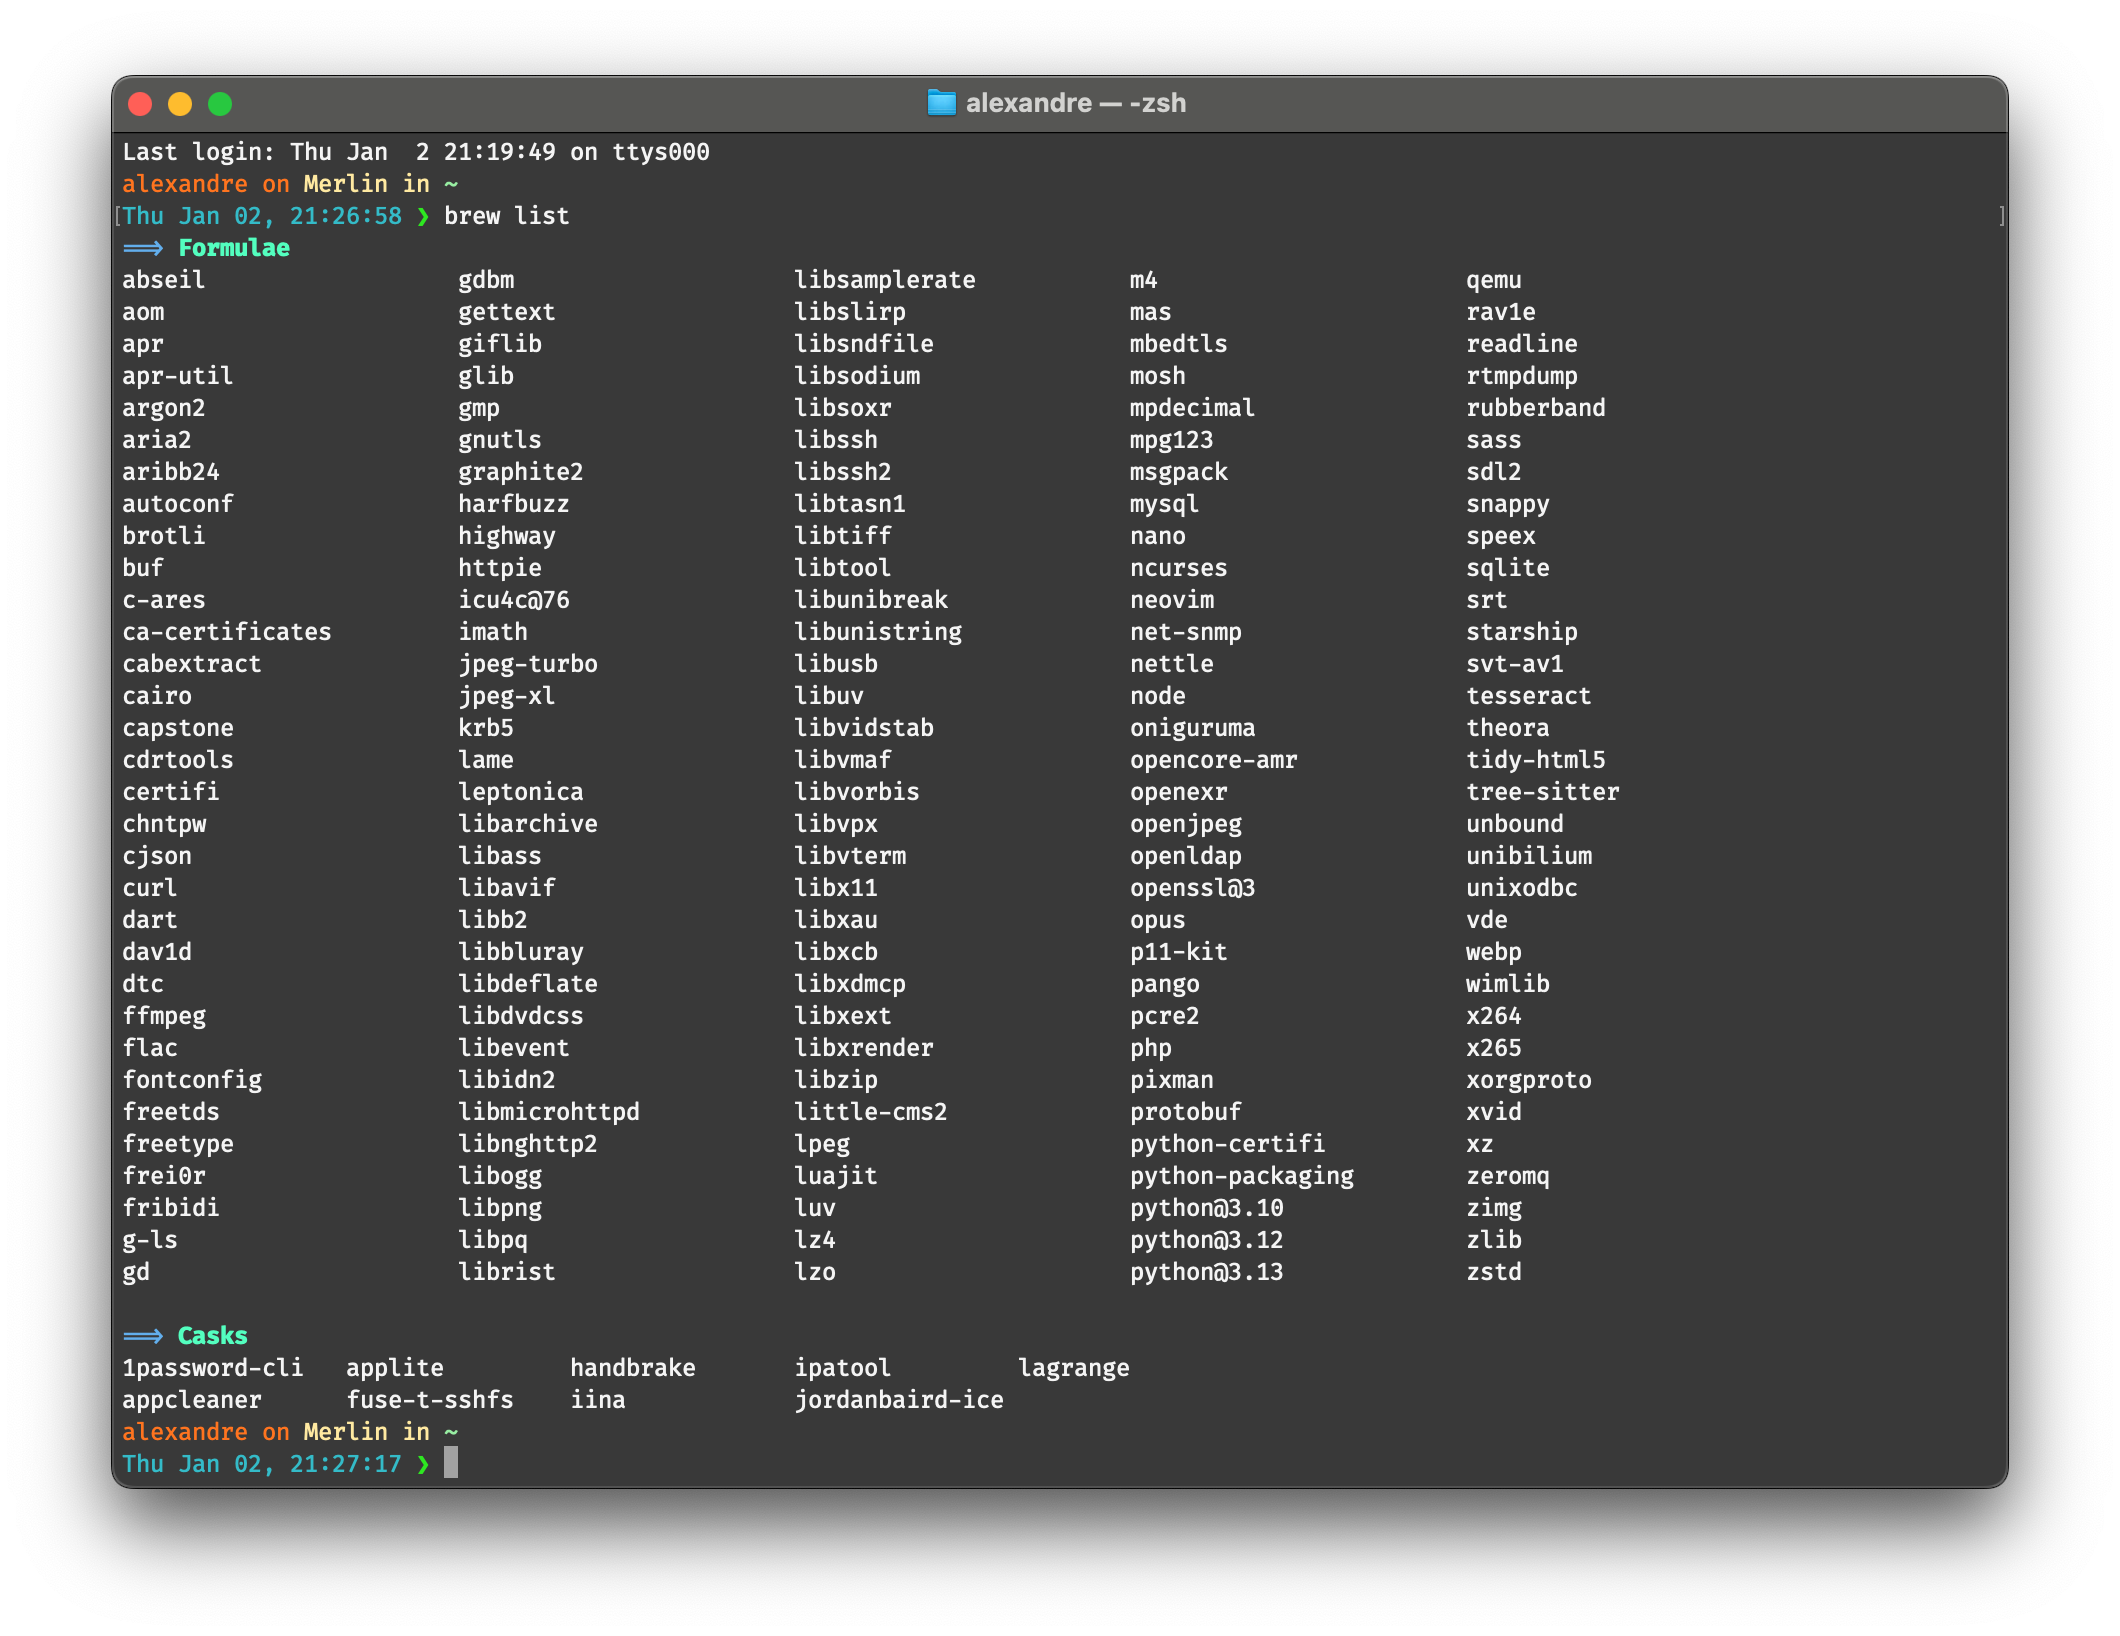 alexandre — -zsh
Last login: Thu Jan  2 21:19:49 on ttys000
alexandre on Merlin in ~
[Thu Jan 02, 21:26:58 ❯ brew list ]
==> Formulae
abseil gdbm libsamplerate m4 qemu
aom gettext libslirp mas rav1e
apr giflib libsndfile mbedtls readline
apr-util glib libsodium mosh rtmpdump
argon2 gmp libsoxr mpdecimal rubberband
aria2 gnutls libssh mpg123 sass
aribb24 graphite2 libssh2 msgpack sdl2
autoconf harfbuzz libtasn1 mysql snappy
brotli highway libtiff nano speex
buf httpie libtool ncurses sqlite
c-ares icu4c@76 libunibreak neovim srt
ca-certificates imath libunistring net-snmp starship
cabextract jpeg-turbo libusb nettle svt-av1
cairo jpeg-xl libuv node tesseract
capstone krb5 libvidstab oniguruma theora
cdrtools lame libvmaf opencore-amr tidy-html5
certifi leptonica libvorbis openexr tree-sitter
chntpw libarchive libvpx openjpeg unbound
cjson libass libvterm openldap unibilium
curl libavif libx11 openssl@3 unixodbc
dart libb2 libxau opus vde
dav1d libbluray libxcb p11-kit webp
dtc libdeflate libxdmcp pango wimlib
ffmpeg libdvdcss libxext pcre2 x264
flac libevent libxrender php x265
fontconfig libidn2 libzip pixman xorgproto
freetds libmicrohttpd little-cms2 protobuf xvid
freetype libnghttp2 lpeg python-certifi xz
frei0r libogg luajit python-packaging zeromq
fribidi libpng luv python@3.10 zimg
g-ls libpq lz4 python@3.12 zlib
gd librist lzo python@3.13 zstd
==> Casks
1password-cli applite handbrake ipatool lagrange
appcleaner fuse-t-sshfs iina jordanbaird-ice
alexandre on Merlin in ~
Thu Jan 02, 21:27:17 ❯